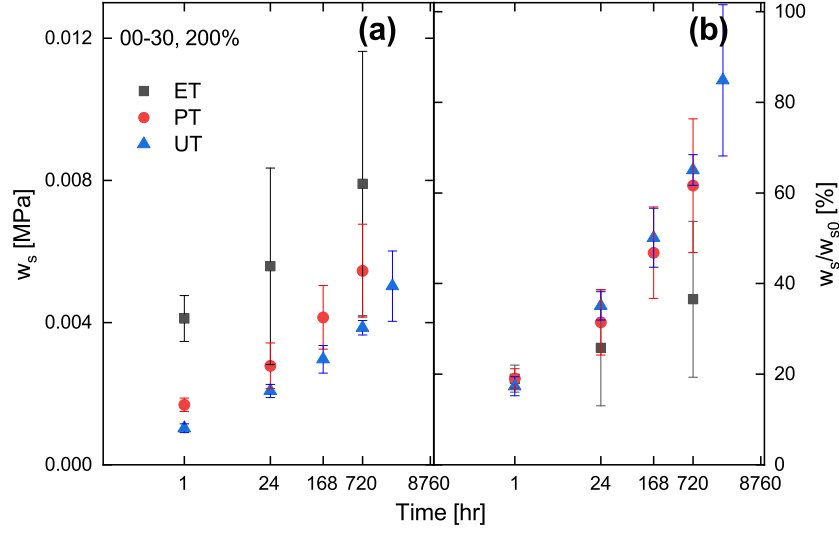 00-30, 200%
(a)
(b)
ET
PT
UT
w_s [MPa]
0.012
0.008
0.004
0.000
1
24
168
720
8760
1
24
168
720
8760
Time [hr]
100
80
60
40
20
0
w_s/w_s0 [%]